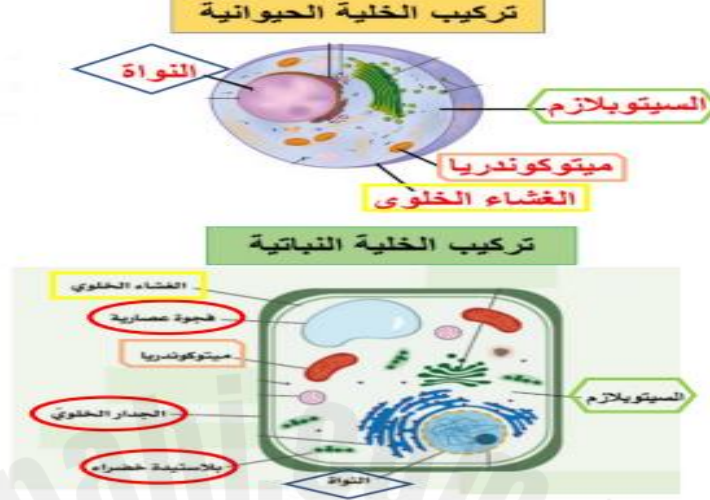 تركيب الخلية الحيوانية
النواة
السيتوبلازم
ميتوكوندريا
الغشاء الخلوى
تركيب الخلية النباتية
الغشاء الخلوي
فجوة عصارية
ميتوكوندريا
الجدار الخلوي
السيتوبلازم
بلاستيدة خضراء
النواة